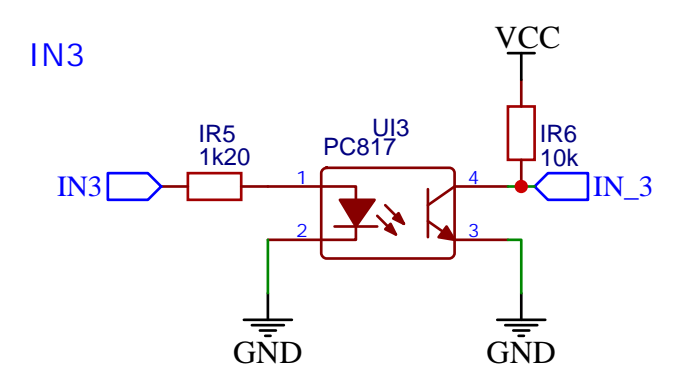 IN3
VCC
IR5
1k20
UI3
PC817
IR6
10k
IN3
1
4
IN_3
2
3
GND
GND